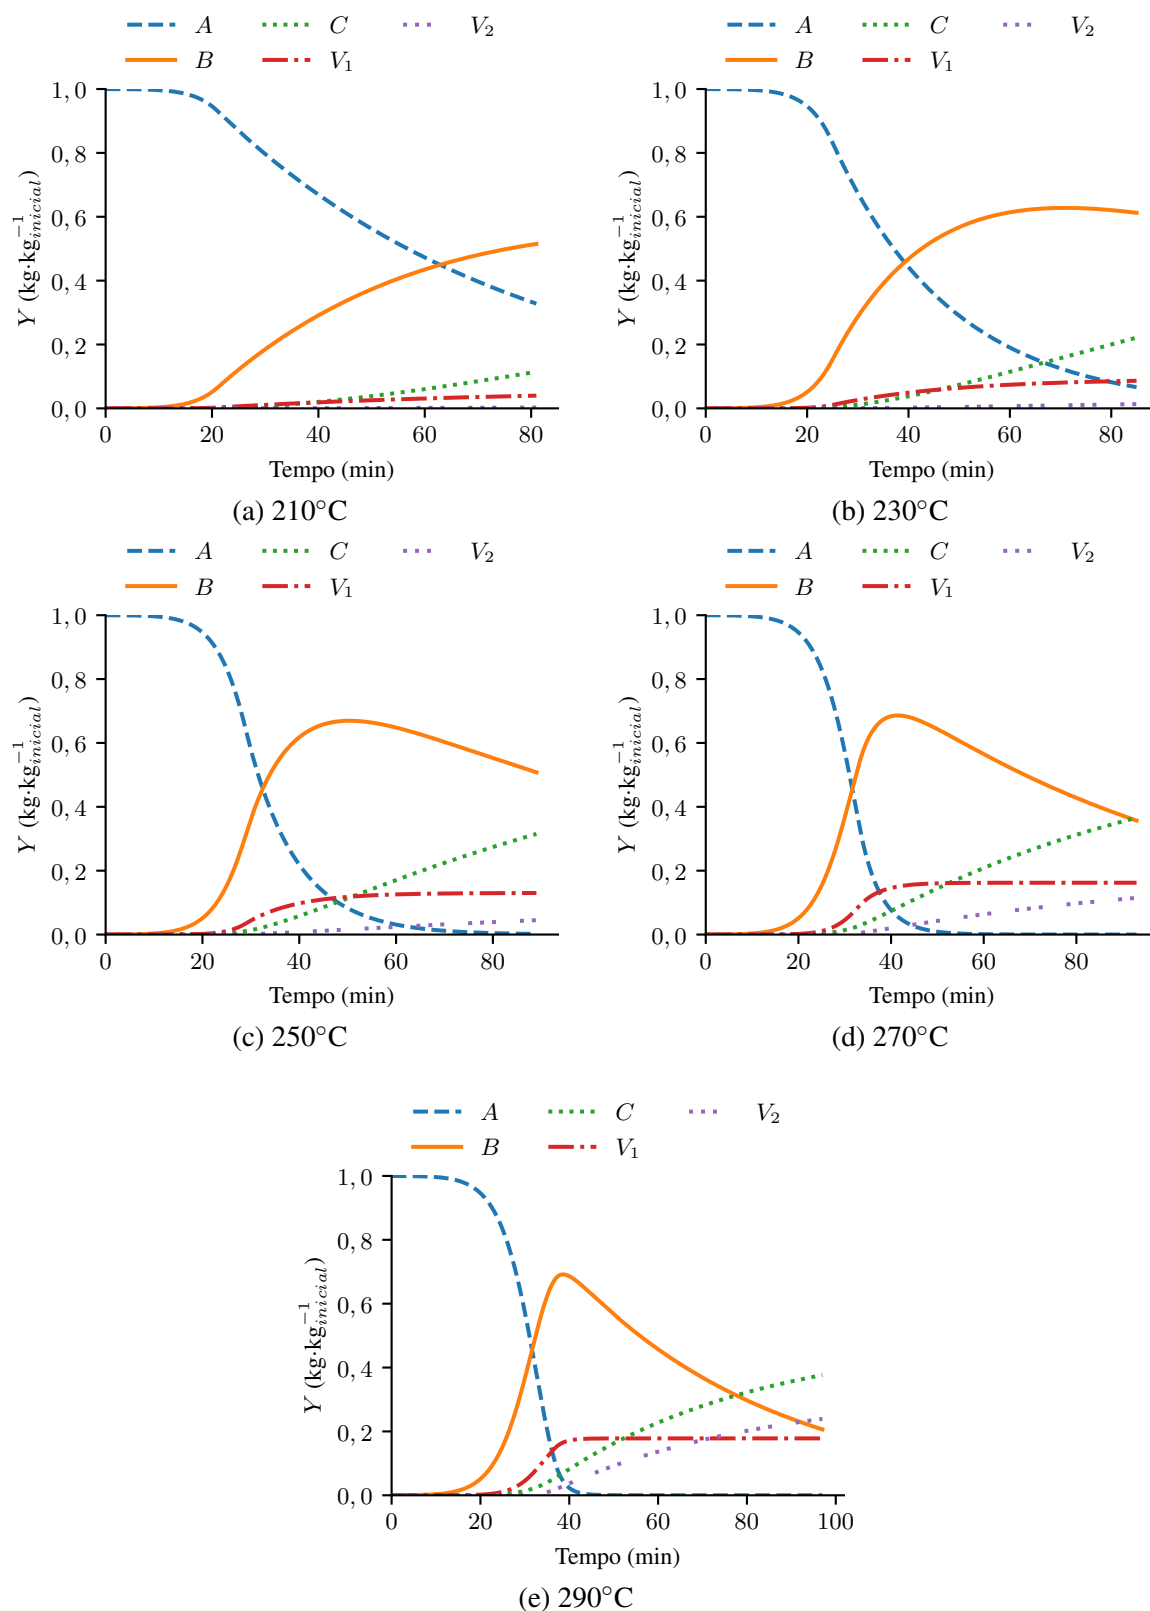 A C V₂
B V₁
1,0
0,8
0,6
0,4
0,2
0,0
Y (kg·kg⁻¹inicial)
0 20 40 60 80
Tempo (min)
(a) 210°C
A C V₂
B V₁
1,0
0,8
0,6
0,4
0,2
0,0
Y (kg·kg⁻¹inicial)
0 20 40 60 80
Tempo (min)
(b) 230°C
A C V₂
B V₁
1,0
0,8
0,6
0,4
0,2
0,0
Y (kg·kg⁻¹inicial)
0 20 40 60 80
Tempo (min)
(c) 250°C
A C V₂
B V₁
1,0
0,8
0,6
0,4
0,2
0,0
Y (kg·kg⁻¹inicial)
0 20 40 60 80
Tempo (min)
(d) 270°C
A C V₂
B V₁
1,0
0,8
0,6
0,4
0,2
0,0
Y (kg·kg⁻¹inicial)
0 20 40 60 80 100
Tempo (min)
(e) 290°C